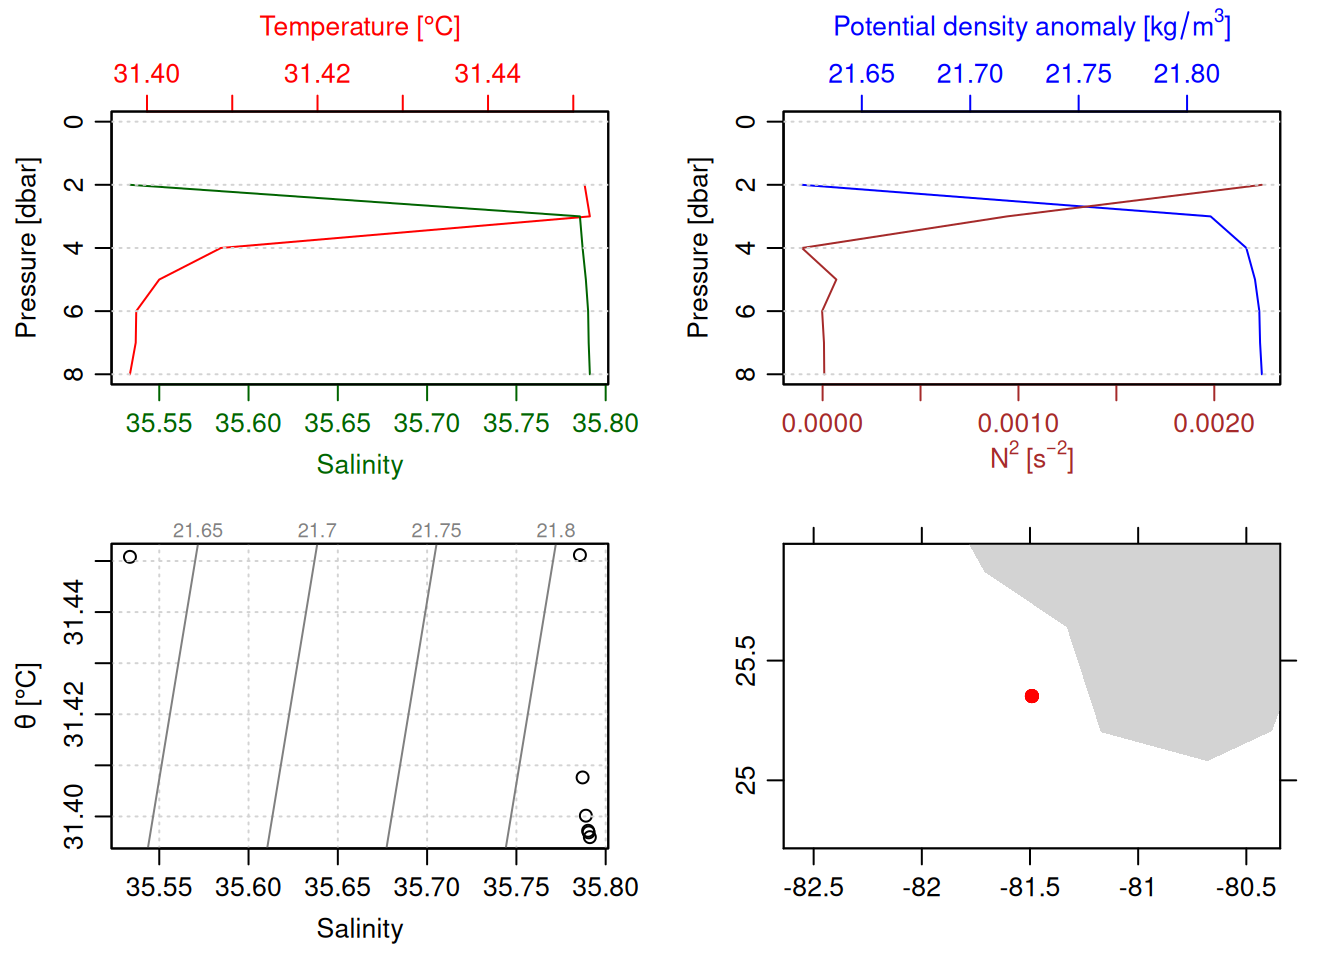 Temperature [°C]
31.40 31.42 31.44
0
2
4
6
8
Pressure [dbar]
35.55 35.60 35.65 35.70 35.75 35.80
Salinity
Potential density anomaly [kg/m³]
21.65 21.70 21.75 21.80
0
2
4
6
8
Pressure [dbar]
0.0000 0.0010 0.0020
N² [s⁻²]
21.65 21.7 21.75 21.8
31.44
31.42
31.40
θ [°C]
35.55 35.60 35.65 35.70 35.75 35.80
Salinity
25.5
25
-82.5 -82 -81.5 -81 -80.5